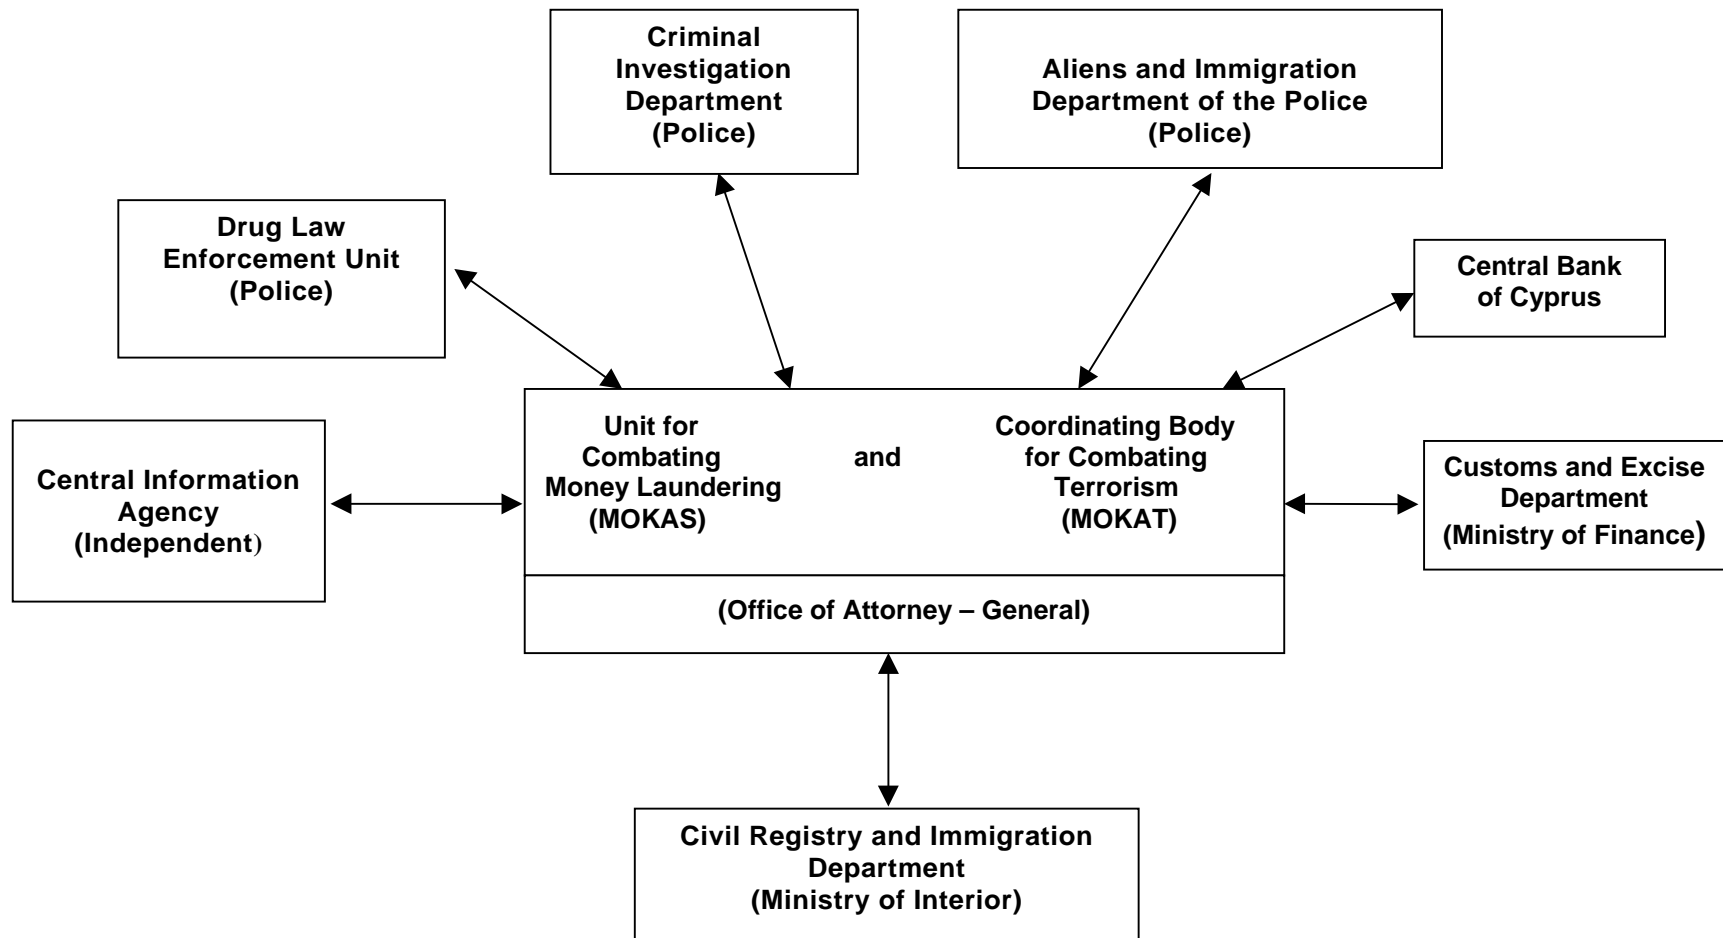 Criminal
Investigation
Department
(Police)
Aliens and Immigration
Department of the Police
(Police)
Drug Law
Enforcement Unit
(Police)
Central Bank
of Cyprus
Central Information
Agency
(Independent)
Unit for
Combating
Money Laundering
(MOKAS)
and
Coordinating Body
for Combating
Terrorism
(MOKAT)
Customs and Excise
Department
(Ministry of Finance)
(Office of Attorney – General)
Civil Registry and Immigration
Department
(Ministry of Interior)